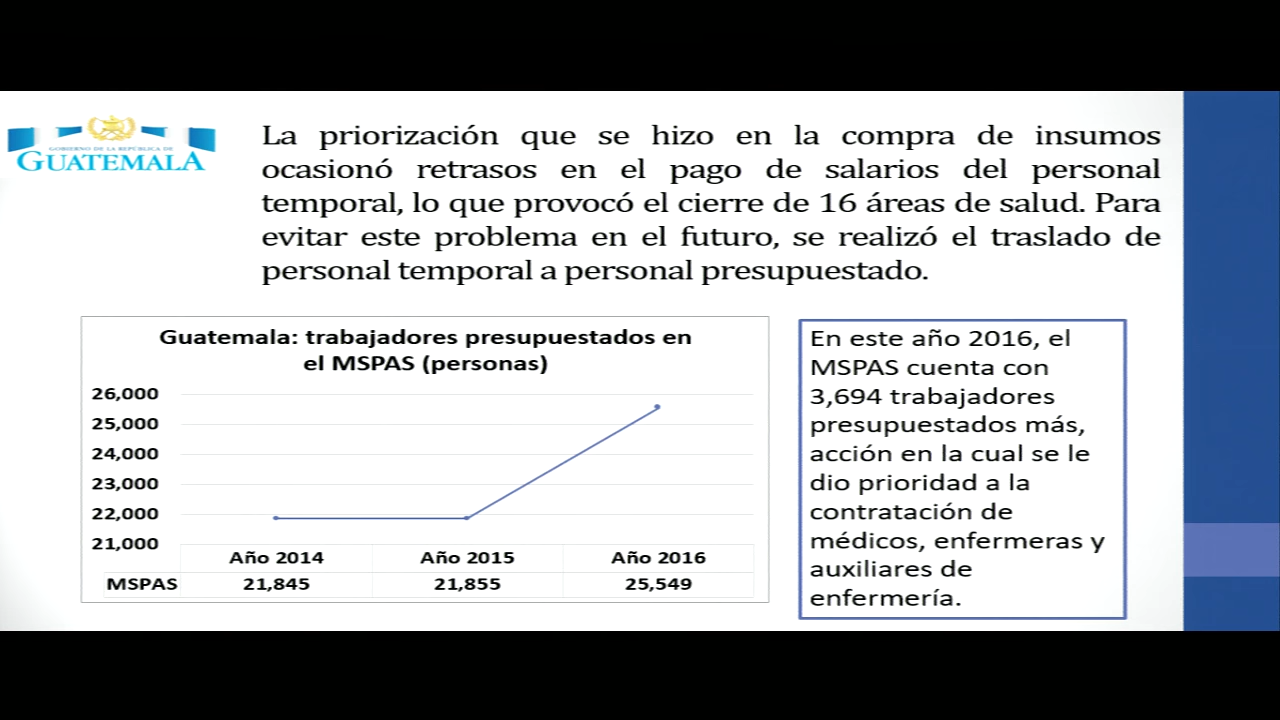 GOBIERNO DE LA REPÚBLICA DE
GUATEMALA
La priorización que se hizo en la compra de insumos
ocasionó retrasos en el pago de salarios del personal
temporal, lo que provocó el cierre de 16 áreas de salud. Para
evitar este problema en el futuro, se realizó el traslado de
personal temporal a personal presupuestado.
Guatemala: trabajadores presupuestados en
el MSPAS (personas)
26,000
25,000
24,000
23,000
22,000
21,000
Año 2014 Año 2015 Año 2016
MSPAS 21,845 21,855 25,549
En este año 2016, el
MSPAS cuenta con
3,694 trabajadores
presupuestados más,
acción en la cual se le
dio prioridad a la
contratación de
médicos, enfermeras y
auxiliares de
enfermería.